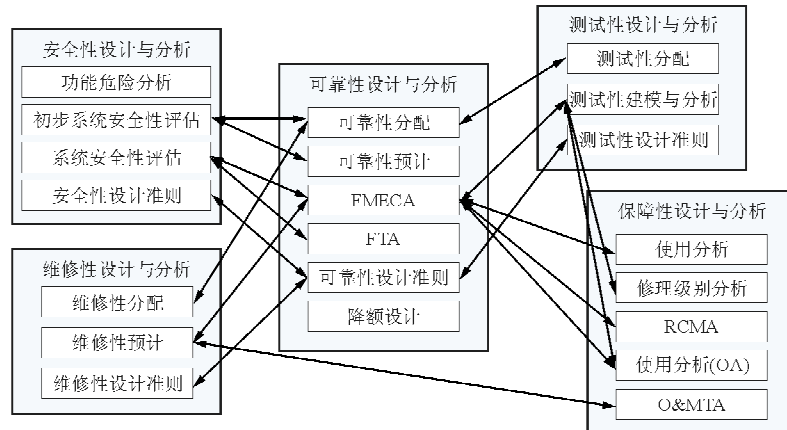 安全性设计与分析
功能危险分析
初步系统安全性评估
系统安全性评估
安全性设计准则
维修性设计与分析
维修性分配
维修性预计
维修性设计准则
可靠性设计与分析
可靠性分配
可靠性预计
FMECA
FTA
可靠性设计准则
降额设计
测试性设计与分析
测试性分配
测试性建模与分析
测试性设计准则
保障性设计与分析
使用分析
修理级别分析
RCMA
使用分析(OA)
O&MTA